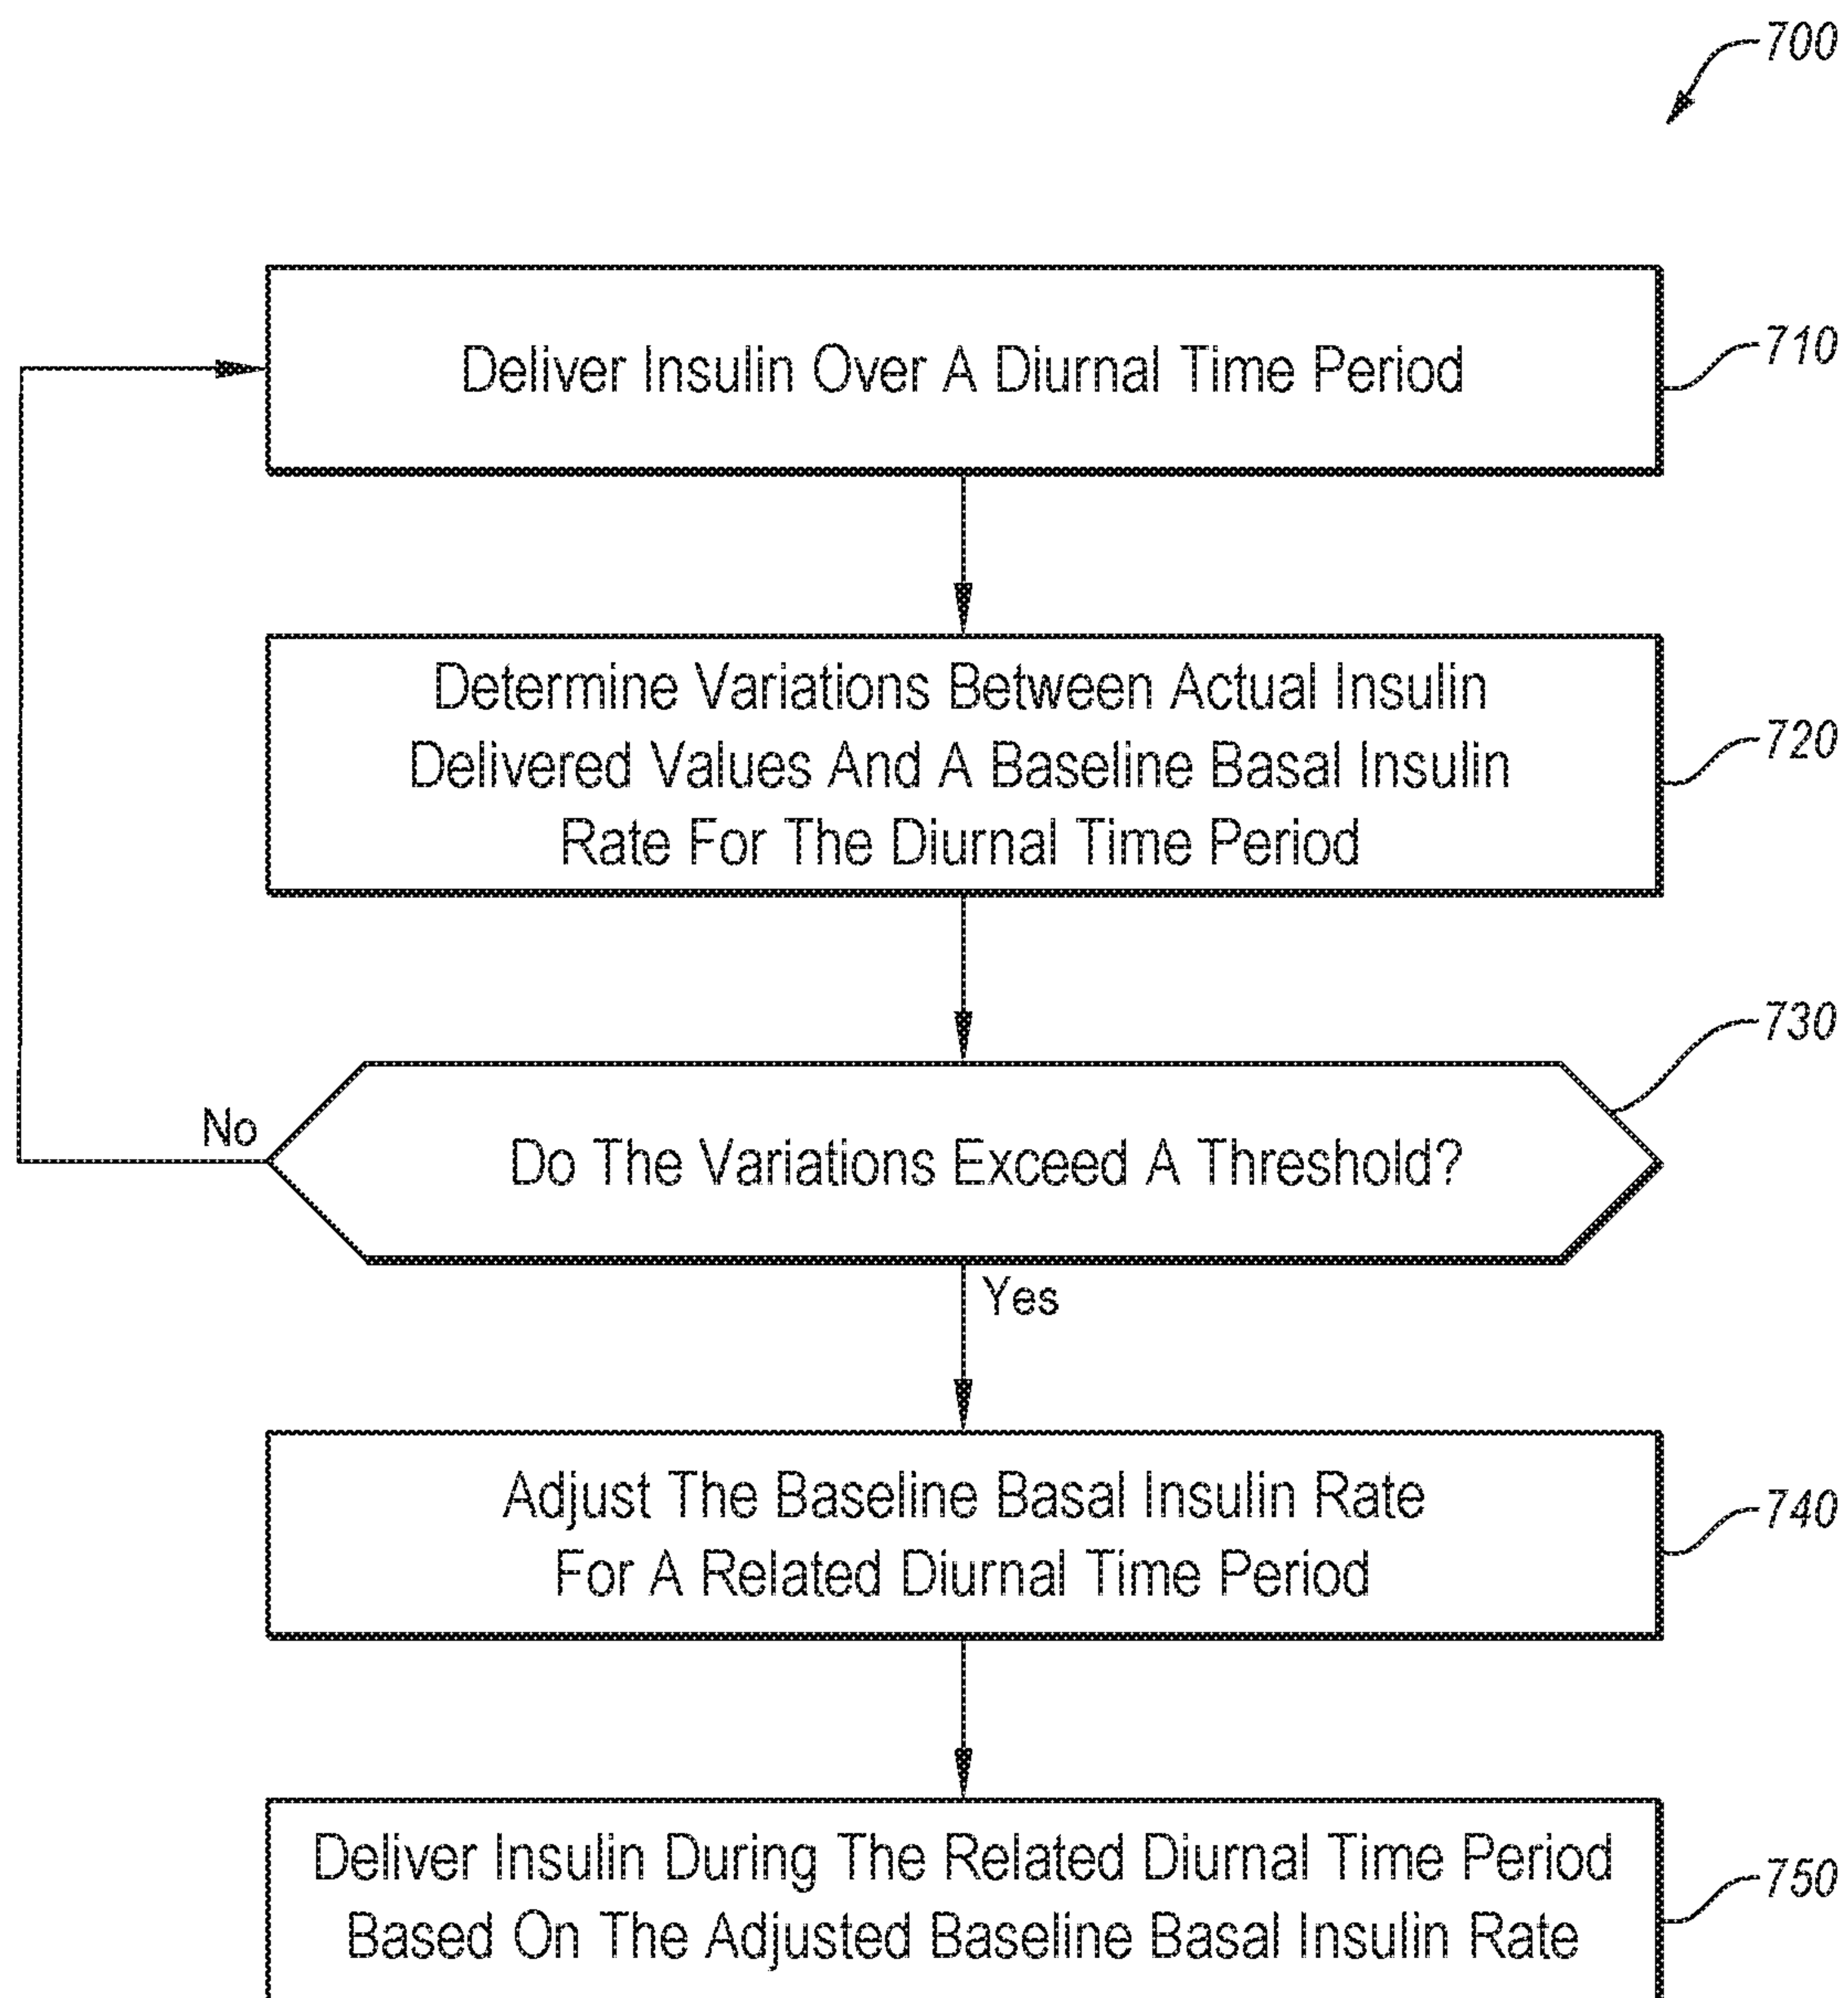 700
Deliver Insulin Over A Diurnal Time Period
710
Determine Variations Between Actual Insulin
Delivered Values And A Baseline Basal Insulin
Rate For The Diurnal Time Period
720
730
No
Do The Variations Exceed A Threshold?
Yes
Adjust The Baseline Basal Insulin Rate
For A Related Diurnal Time Period
740
Deliver Insulin During The Related Diurnal Time Period
Based On The Adjusted Baseline Basal Insulin Rate
750